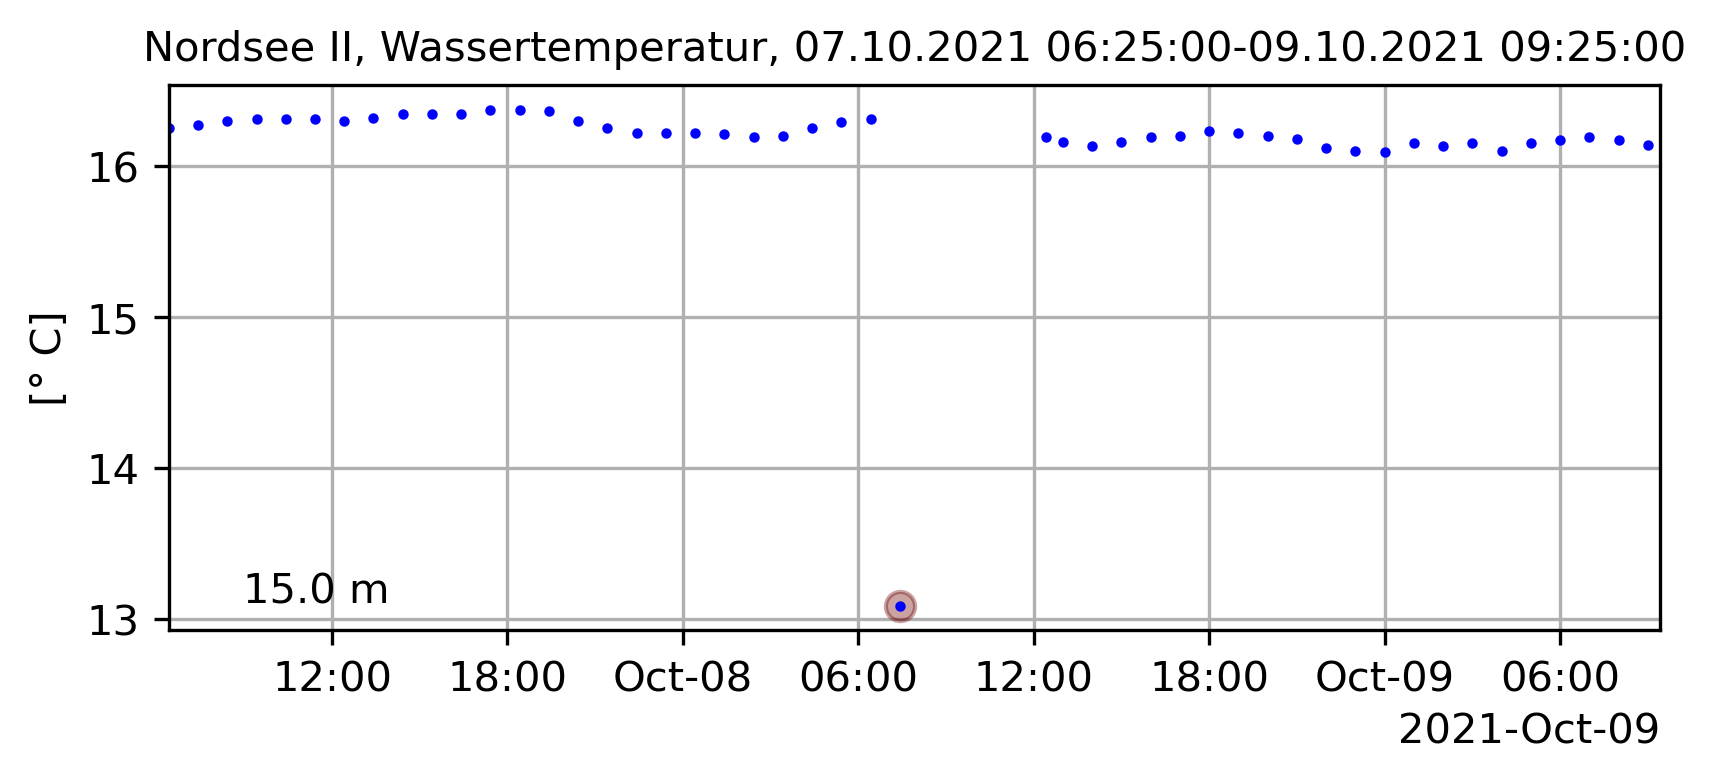 Nordsee II, Wassertemperatur, 07.10.2021 06:25:00-09.10.2021 09:25:00
16
15
[° C]
14
15.0 m
13
12:00 18:00 Oct-08 06:00 12:00 18:00 Oct-09 06:00
2021-Oct-09